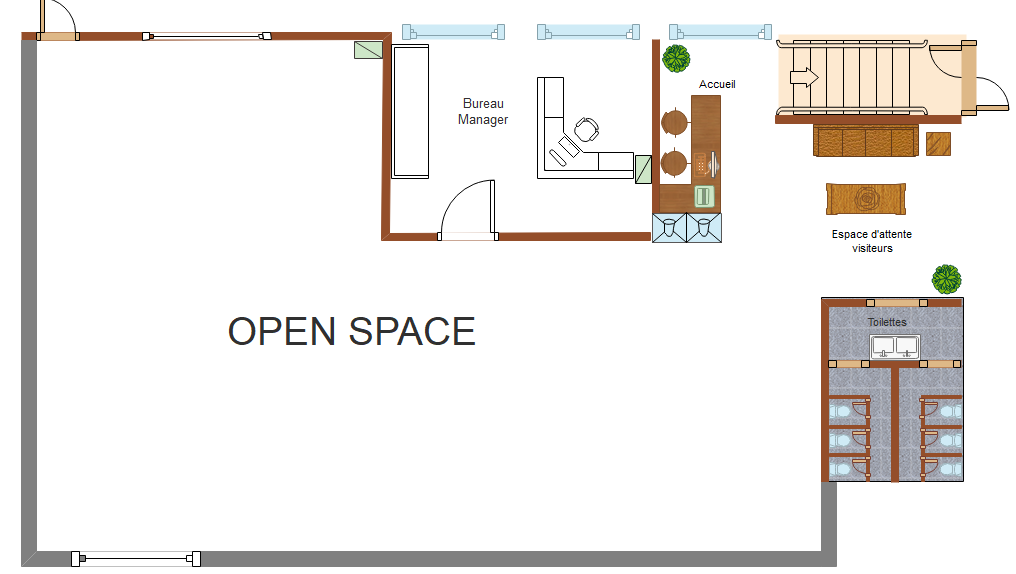 Accueil
Bureau
Manager
Espace d'attente
visiteurs
OPEN SPACE
Toilettes